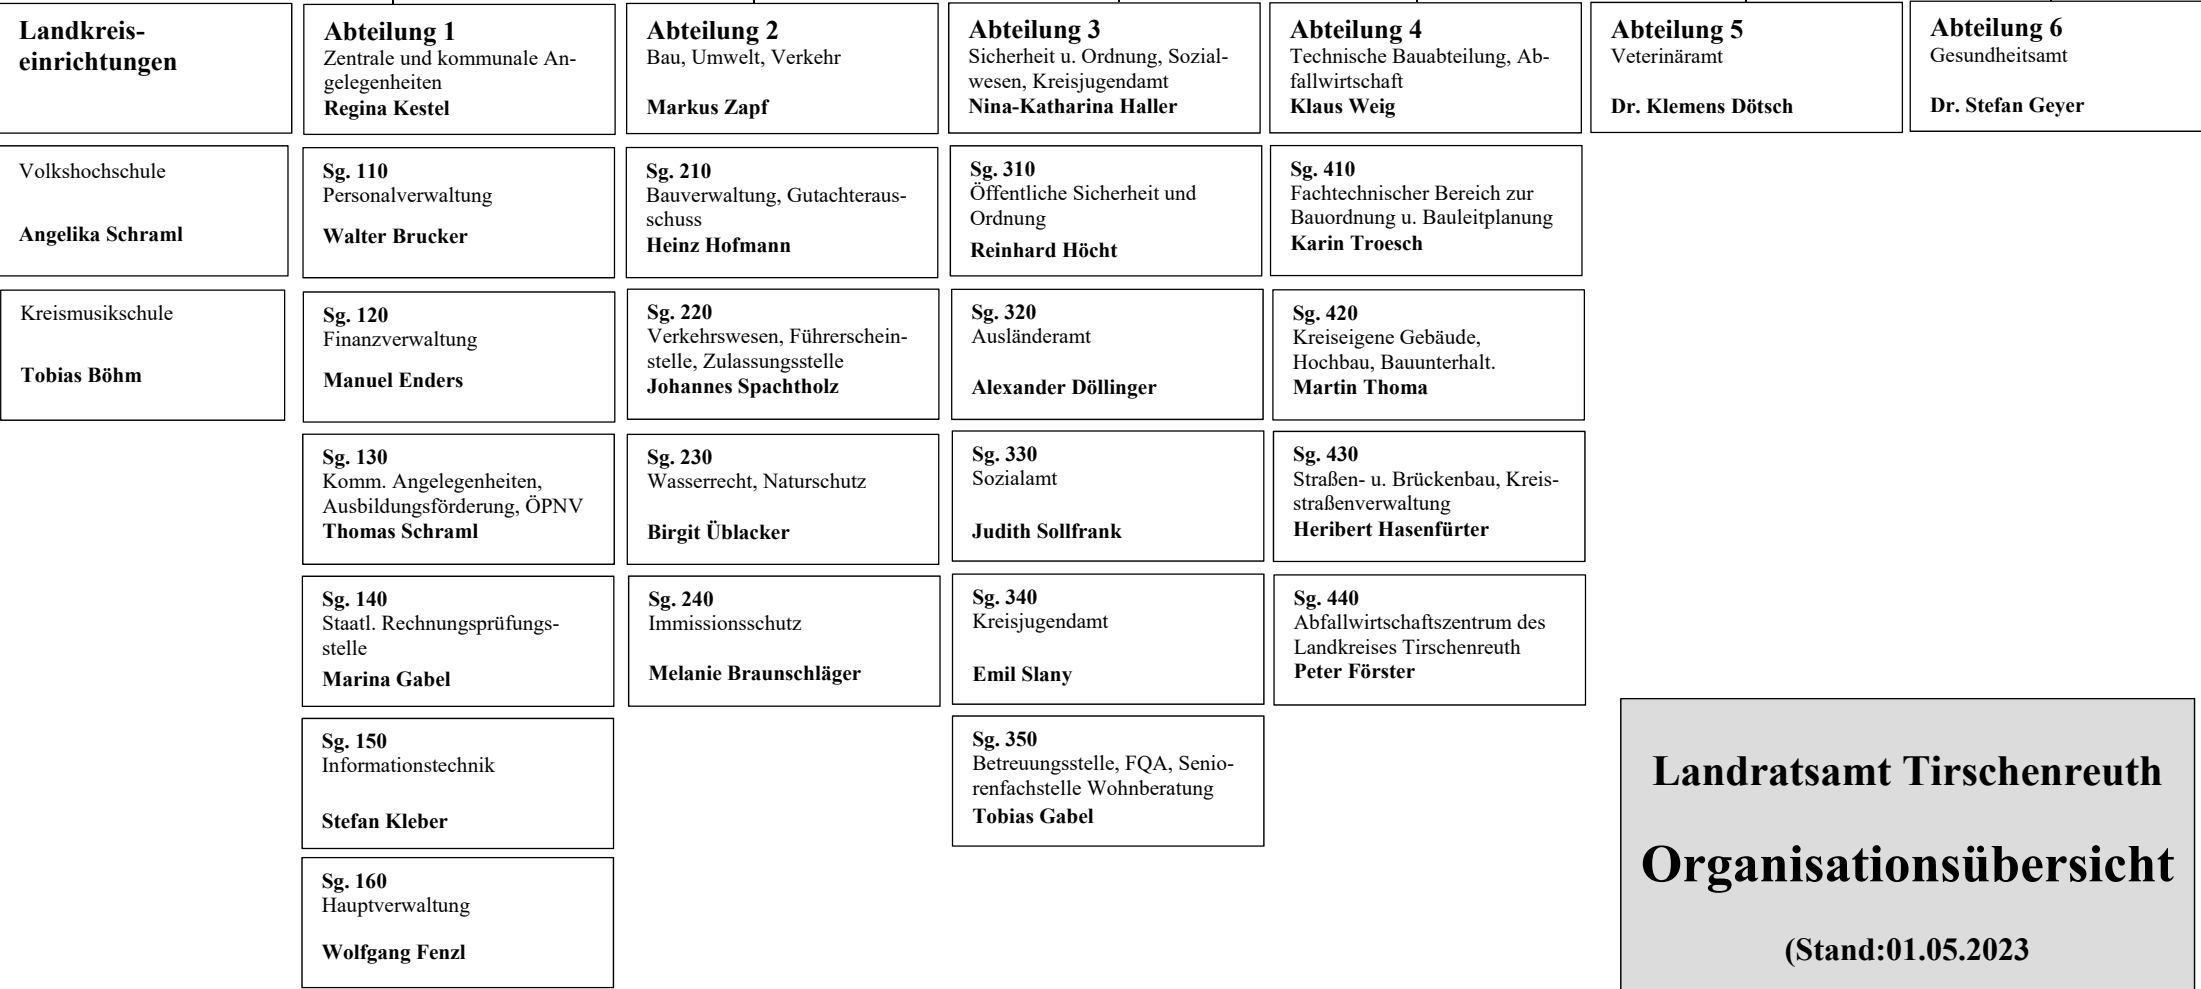 Landkreis-
einrichtungen
Abteilung 1
Zentrale und kommunale An-
gelegenheiten
Regina Kestel
Abteilung 2
Bau, Umwelt, Verkehr
Markus Zapf
Abteilung 3
Sicherheit u. Ordnung, Sozial-
wesen, Kreisjugendamt
Nina-Katharina Haller
Abteilung 4
Technische Bauabteilung, Ab-
fallwirtschaft
Klaus Weig
Abteilung 5
Veterinäramt
Dr. Klemens Dötsch
Abteilung 6
Gesundheitsamt
Dr. Stefan Geyer
Volkshochschule
Angelika Schraml
Sg. 110
Personalverwaltung
Walter Brucker
Sg. 210
Bauverwaltung, Gutachteraus-
schuss
Heinz Hofmann
Sg. 310
Öffentliche Sicherheit und
Ordnung
Reinhard Höcht
Sg. 410
Fachtechnischer Bereich zur
Bauordnung u. Bauleitplanung
Karin Troesch
Kreismusikschule
Tobias Böhm
Sg. 120
Finanzverwaltung
Manuel Enders
Sg. 220
Verkehrswesen, Führerschein-
stelle, Zulassungsstelle
Johannes Spachtholz
Sg. 320
Ausländeramt
Alexander Döllinger
Sg. 420
Kreiseigene Gebäude,
Hochbau, Bauunterhalt.
Martin Thoma
Sg. 130
Komm. Angelegenheiten,
Ausbildungsförderung, ÖPNV
Thomas Schraml
Sg. 230
Wasserrecht, Naturschutz
Birgit Üblacker
Sg. 330
Sozialamt
Judith Sollfrank
Sg. 430
Straßen- u. Brückenbau, Kreis-
straßenverwaltung
Heribert Hasenfürter
Sg. 140
Staatl. Rechnungsprüfungs-
stelle
Marina Gabel
Sg. 240
Immissionsschutz
Melanie Braunschläger
Sg. 340
Kreisjugendamt
Emil Slany
Sg. 440
Abfallwirtschaftszentrum des
Landkreises Tirschenreuth
Peter Förster
Sg. 150
Informationstechnik
Stefan Kleber
Sg. 350
Betreuungsstelle, FQA, Senio-
renfachstelle Wohnberatung
Tobias Gabel
Sg. 160
Hauptverwaltung
Wolfgang Fenzl
Landratsamt Tirschenreuth
Organisationsübersicht
(Stand:01.05.2023